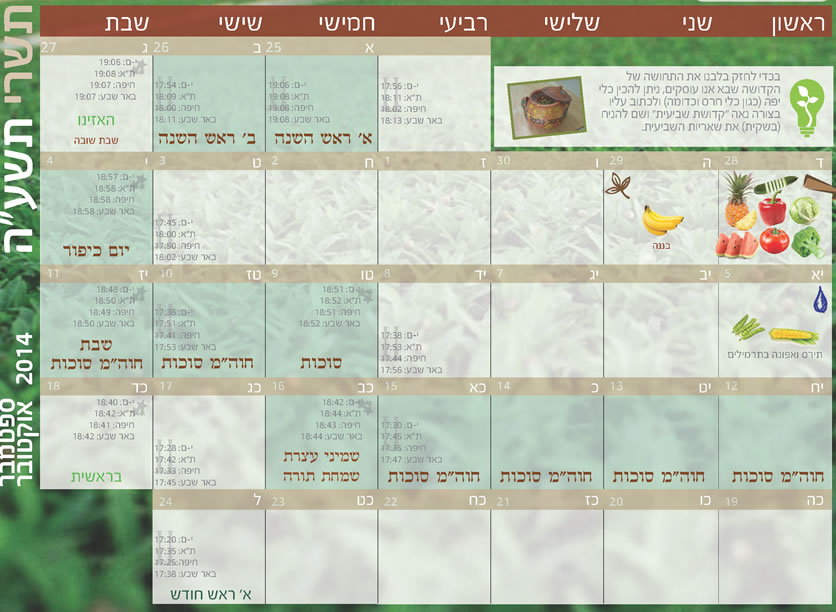 תשרי תשע"ה
ספטמבר
אוקטובר 2014
ראשון שני שלישי רביעי חמישי שישי שבת
בכדי לחזק בלבנו את התחושה של
הקדושה שבא אנו עוסקים, ניתן להכין כלי
יפה (כגון כלי חרס וכדומה) ולכתוב עליו
בצורה נאה "קדושת שביעית" ושם להניח
(בשקית) את שאריות השביעית.
י-ם: 17:56
ת"א: 18:11
חיפה: 18:02
באר שבע: 18:13
א 25
19:06
19:08
19:08
א׳ ראש השנה
ב 26
17:54
18:09
18:00
18:11
ב׳ ראש השנה
ג 27
י-ם: 19:06
ת"א: 19:08
חיפה: 19:07
באר שבע: 19:07
האזינו
שבת שובה
ד 28
ה 29
בננה
ו 30
ז 1
ח 2
ט 3
י-ם: 17:45
ת"א: 18:00
חיפה: 17:50
באר שבע: 18:02
י 4
י-ם: 18:57
ת"א: 18:58
חיפה: 18:58
באר שבע: 18:58
יום כיפור
יא 5
תירס ואפונה בתרמילים
יב 6
יג 7
יד 8
י-ם: 17:38
ת"א: 17:53
חיפה: 17:44
באר שבע: 17:56
טו 9
י-ם: 18:51
ת"א: 18:52
חיפה: 18:51
באר שבע: 18:52
סוכות
טז 10
י-ם: 17:36
ת"א: 17:51
חיפה: 17:41
באר שבע: 17:53
חוה"מ סוכות
יז 11
י-ם: 18:48
ת"א: 18:50
חיפה: 18:49
באר שבע: 18:50
שבת
חוה"מ סוכות
יח 12
חוה"מ סוכות
יט 13
חוה"מ סוכות
כ 14
חוה"מ סוכות
כא 15
י-ם: 17:30
ת"א: 17:45
חיפה: 17:35
באר שבע: 17:47
חוה"מ סוכות
כב 16
י-ם: 18:42
ת"א: 18:44
חיפה: 18:43
באר שבע: 18:44
שמיני עצרת
שמחת תורה
כג 17
י-ם: 17:28
ת"א: 17:42
חיפה: 17:33
באר שבע: 17:45
כד 18
י-ם: 18:40
ת"א: 18:42
חיפה: 18:41
באר שבע: 18:42
בראשית
כה 19
כו 20
כז 21
כח 22
כט 23
ל 24
י-ם: 17:20
ת"א: 17:35
חיפה: 17:25
באר שבע: 17:38
א׳ ראש חודש